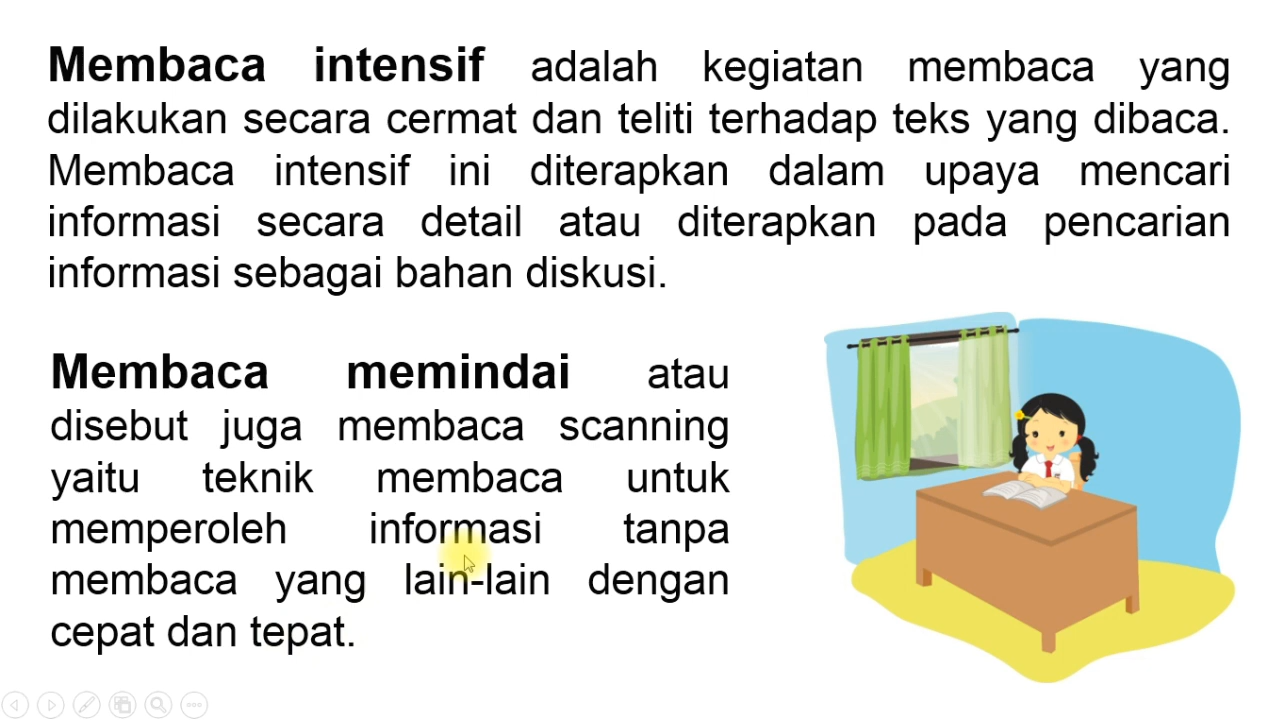 Membaca intensif adalah kegiatan membaca yang
dilakukan secara cermat dan teliti terhadap teks yang dibaca.
Membaca intensif ini diterapkan dalam upaya mencari
informasi secara detail atau diterapkan pada pencarian
informasi sebagai bahan diskusi.
Membaca memindai atau
disebut juga membaca scanning
yaitu teknik membaca untuk
memperoleh informasi tanpa
membaca yang lain-lain dengan
cepat dan tepat.